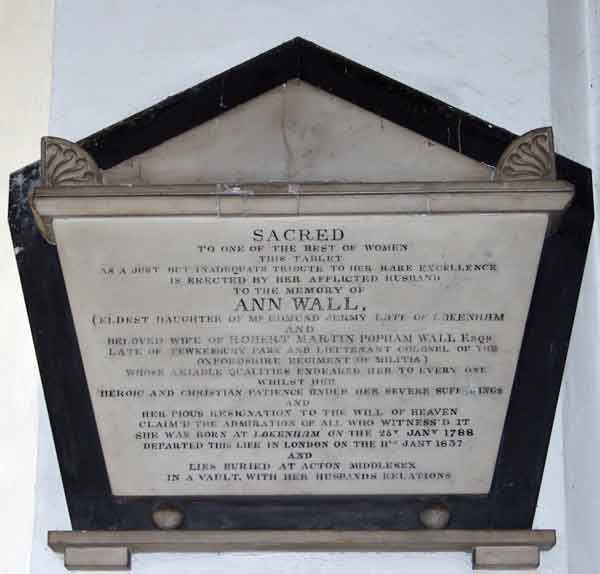 SACRED
TO ONE OF THE BEST OF WOMEN
THIS TABLET
AS A JUST BUT INADEQUATE TRIBUTE TO HER RARE EXCELLENCE
IS ERECTED BY HER AFFLICTED HUSBAND
TO THE MEMORY OF
ANN WALL,
(ELDEST DAUGHTER OF Mr EDMUND JERMY LATE OF LOKENHAM
AND
BELOVED WIFE OF ROBERT MARTIN POPHAM WALL ESQR
LATE OF TEWKESBURY PARK AND LIEUTENANT COLONEL OF THE
OXFORDSHIRE REGIMENT OF MILITIA)
WHOSE AMIABLE QUALITIES ENDEARED HER TO EVERY ONE
WHILST HER
HEROIC AND CHRISTIAN PATIENCE UNDER HER SEVERE SUFFERINGS
AND
HER PIOUS RESIGNATION TO THE WILL OF HEAVEN
CLAIM'D THE ADMIRATION OF ALL WHO WITNESS'D IT
SHE WAS BORN AT LOKENHAM ON THE 25Y JANY 1788
DEPARTED THIS LIFE IN LONDON ON THE 11TH JANY 1837
AND
LIES BURIED AT ACTON MIDDLESEX
IN A VAULT, WITH HER HUSBANDS RELATIONS